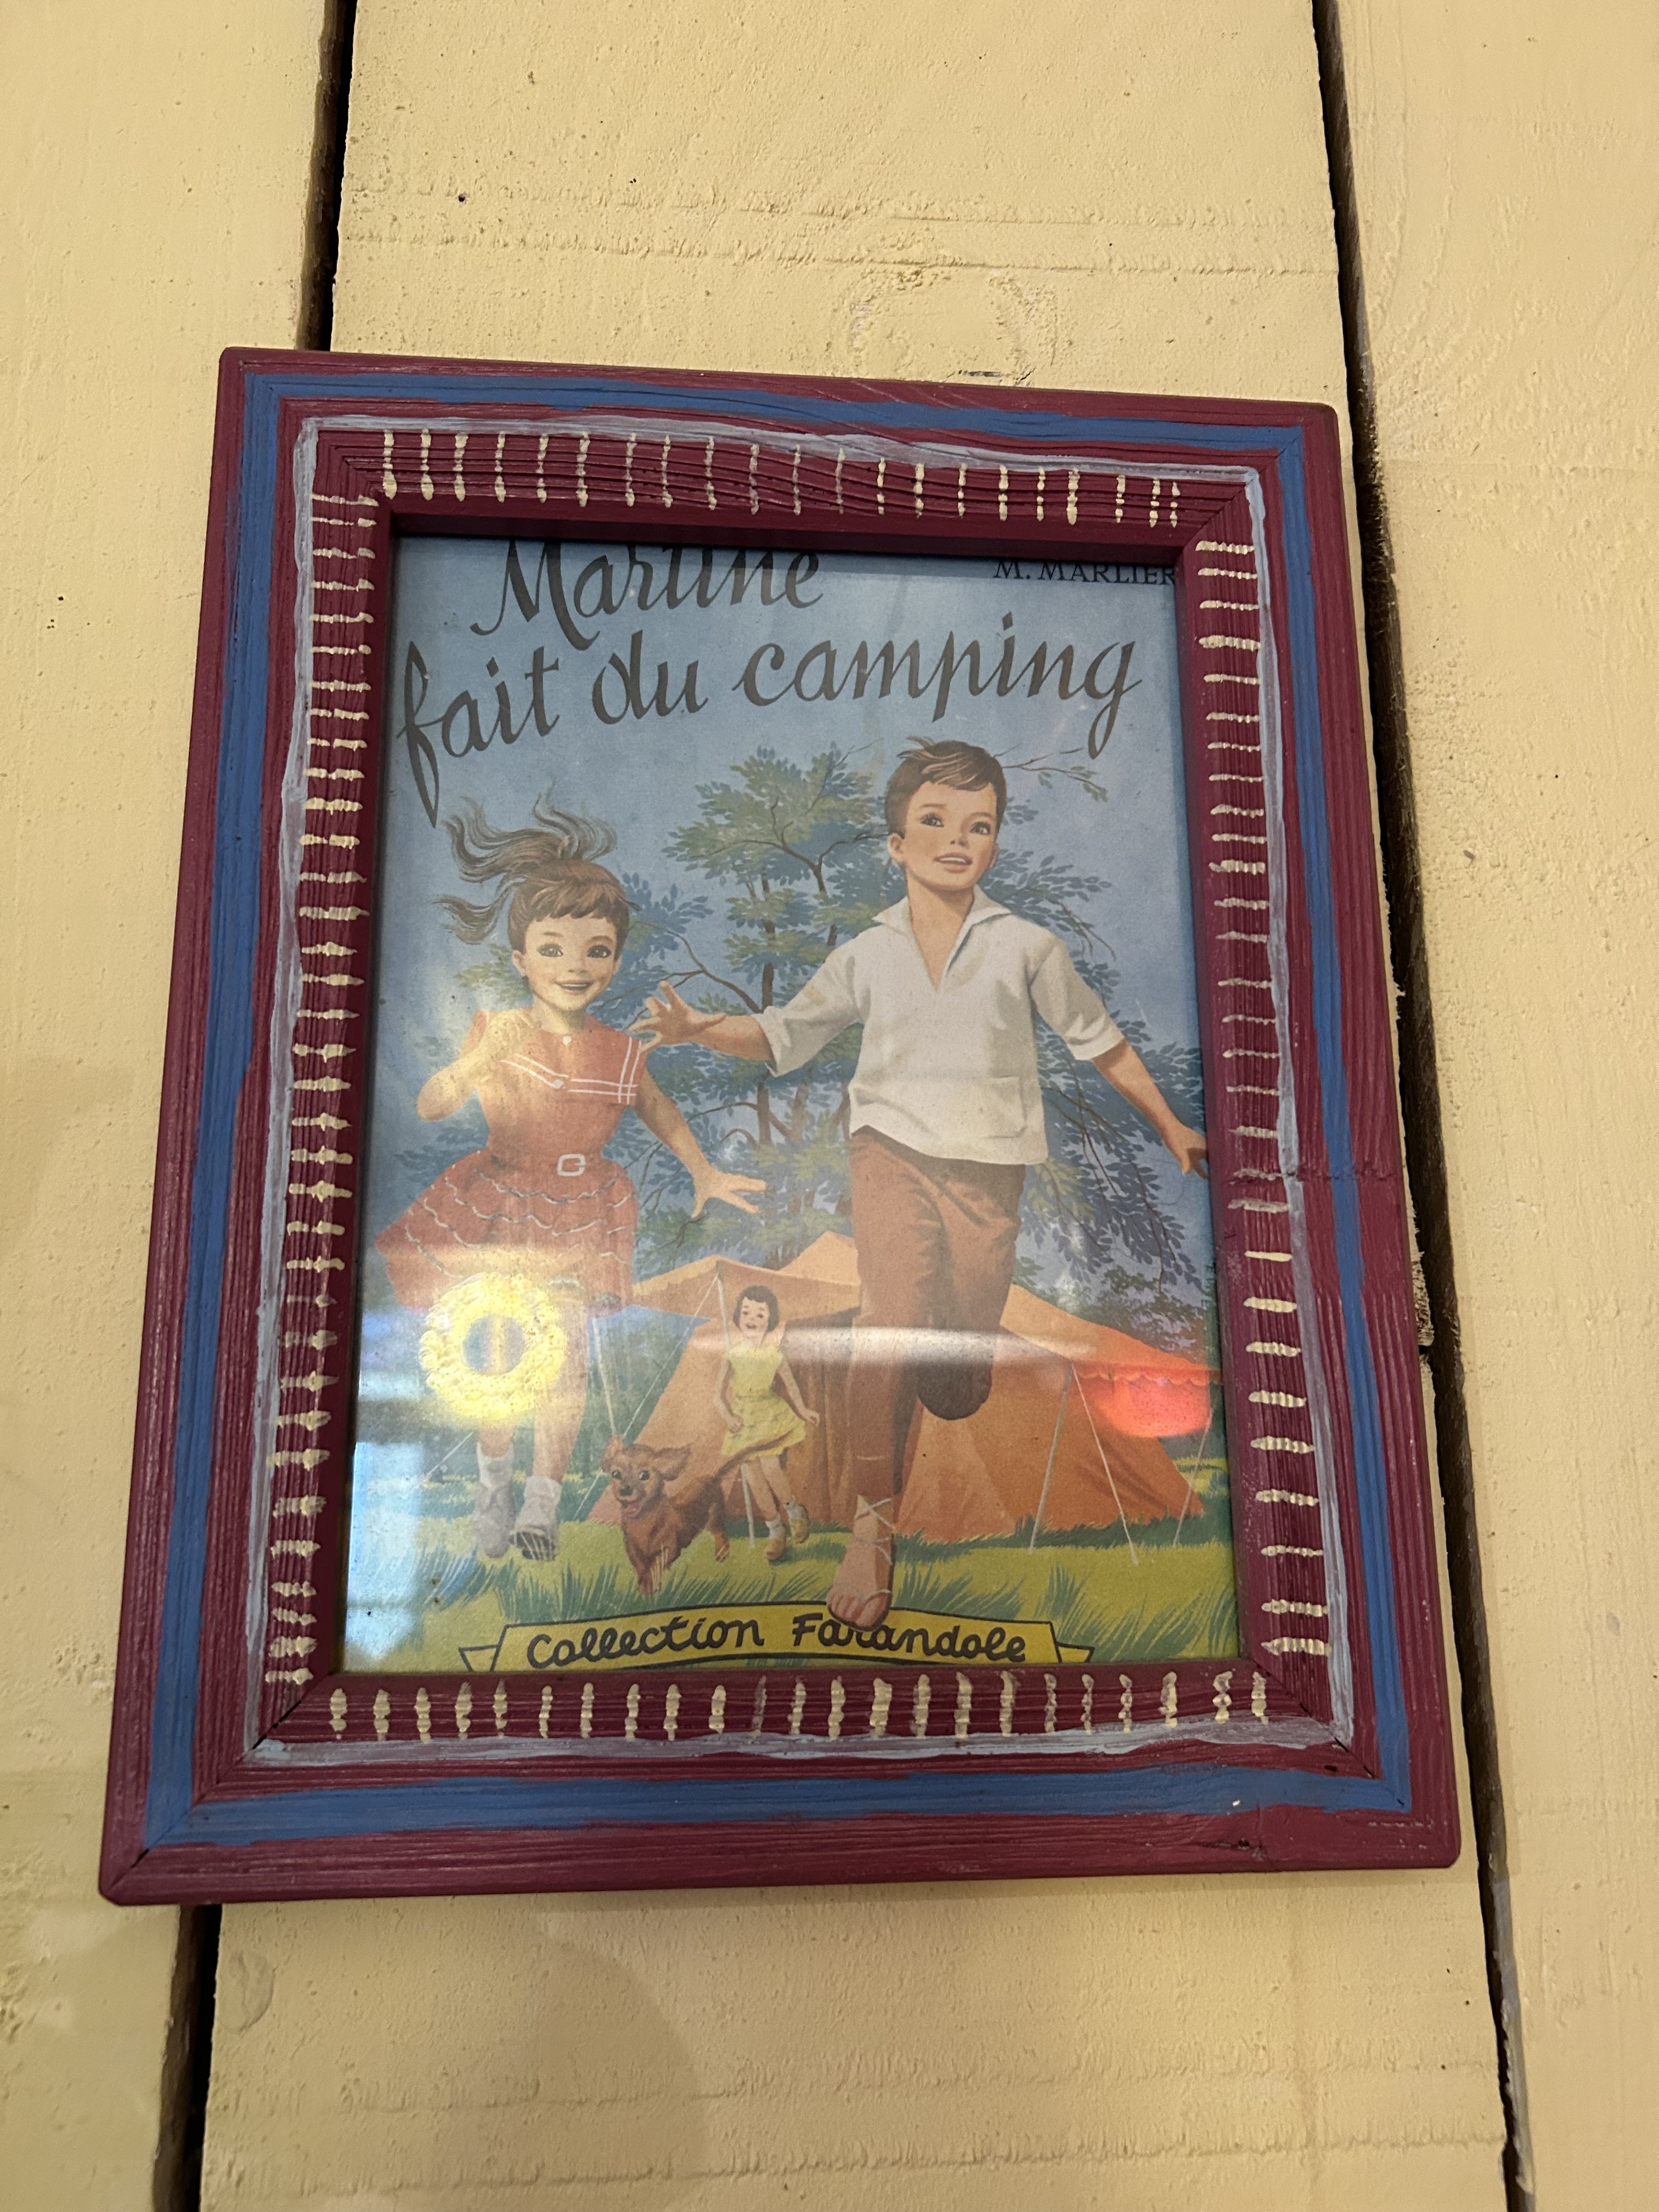 Martine
M. MARLIER
fait du camping
Collection Farandole